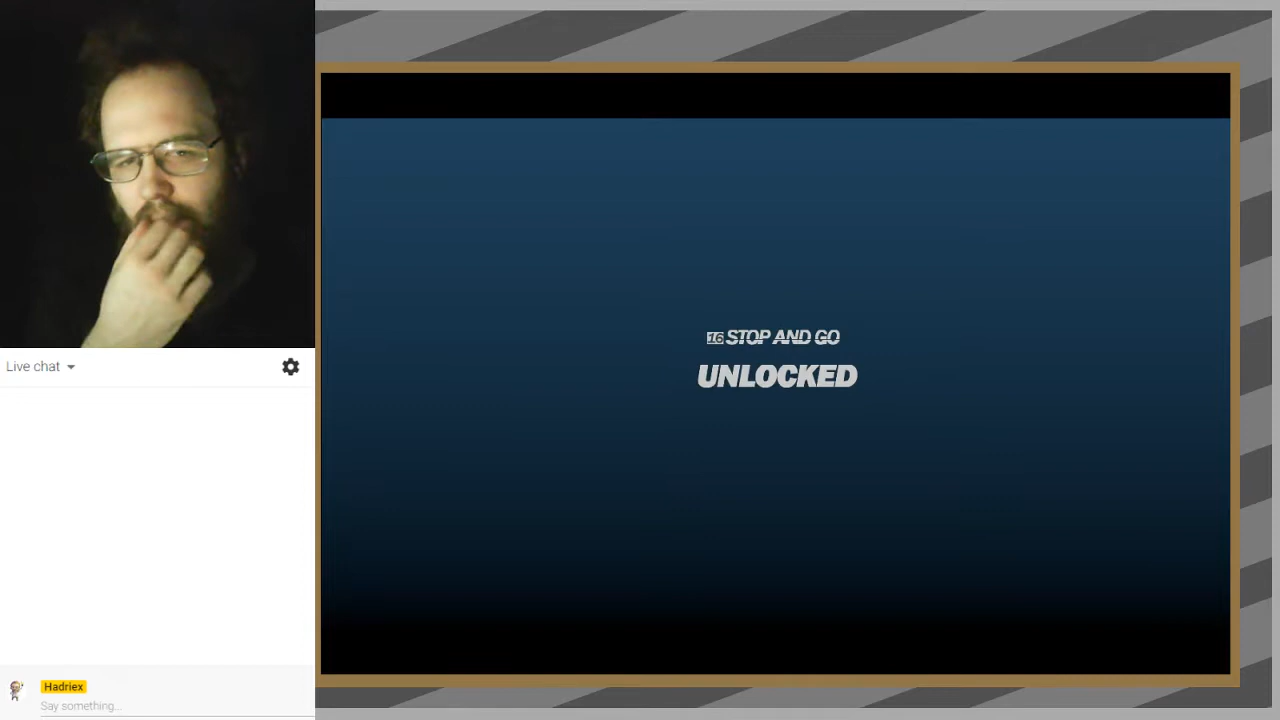 Live chat
16 STOP AND GO
UNLOCKED
Hadriex
Say something...